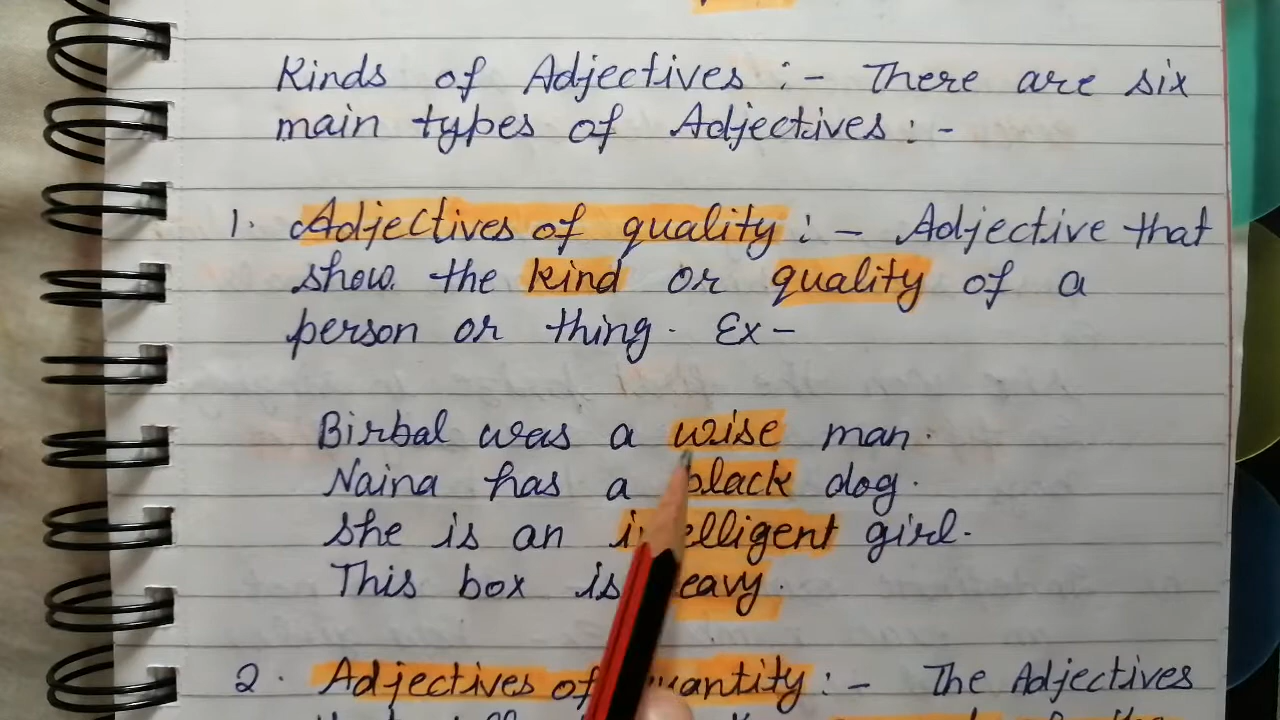 Kinds of Adjectives :- There are six
main types of Adjectives : -
1. Adjectives of quality : - Adjective that
show. the kind or quality of a
person or thing. Ex -
Birbal was a wise man.
Naina has a black dog.
She is an intelligent girl.
This box is heavy.
2. Adjectives of quantity : - The Adjectives